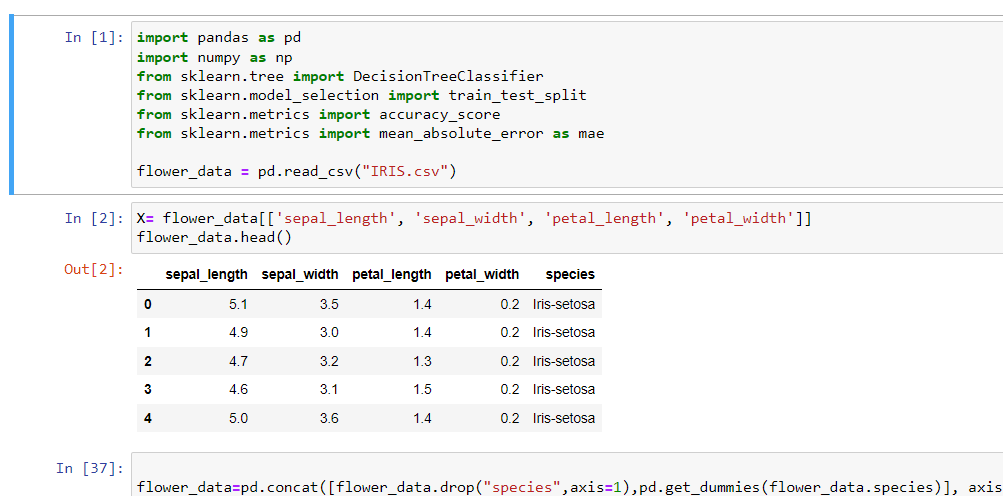 In [1]: import pandas as pd
import numpy as np
from sklearn.tree import DecisionTreeClassifier
from sklearn.model_selection import train_test_split
from sklearn.metrics import accuracy_score
from sklearn.metrics import mean_absolute_error as mae
flower_data = pd.read_csv("IRIS.csv")
In [2]: X= flower_data[['sepal_length', 'sepal_width', 'petal_length', 'petal_width']]
flower_data.head()
Out[2]:
sepal_length sepal_width petal_length petal_width species
0 5.1 3.5 1.4 0.2 Iris-setosa
1 4.9 3.0 1.4 0.2 Iris-setosa
2 4.7 3.2 1.3 0.2 Iris-setosa
3 4.6 3.1 1.5 0.2 Iris-setosa
4 5.0 3.6 1.4 0.2 Iris-setosa
In [37]:
flower_data=pd.concat([flower_data.drop("species",axis=1),pd.get_dummies(flower_data.species)], axis